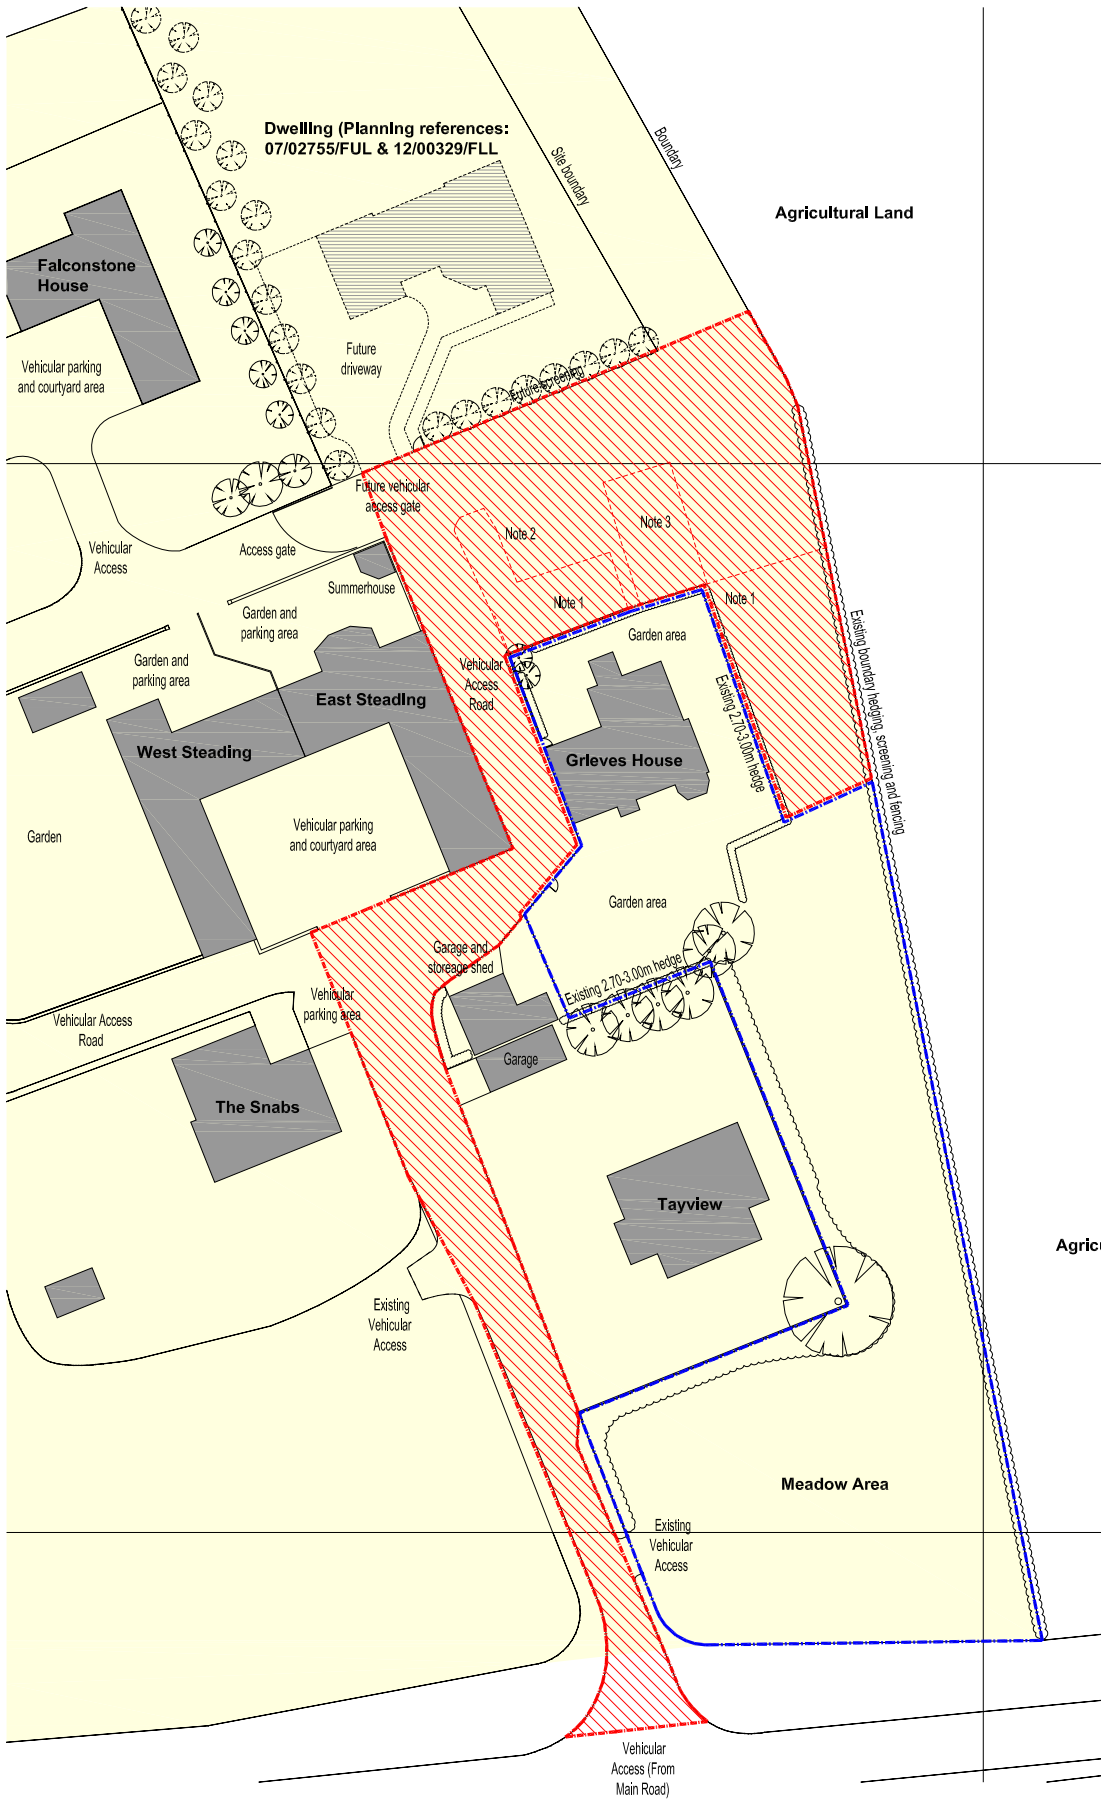 Dwelling (Planning references:
07/02755/FUL & 12/00329/FLL
Boundary
Site boundary
Agricultural Land
Falconstone
House
Vehicular parking
and courtyard area
Future
driveway
Future screening
Future vehicular
access gate
Note 3
Note 2
Vehicular
Access
Access gate
Summerhouse
Note 1
Note 1
Garden and
parking area
Garden area
Existing boundary hedging, screening and fencing
Garden and
parking area
Vehicular
Access
Road
Existing 2.70-3.00m hedge
East Steading
West Steading
Grieves House
Vehicular parking
and courtyard area
Garden
Garden area
Garage and
storeage shed
Existing 2.70-3.00m hedge
Vehicular
parking area
Vehicular Access
Road
Garage
The Snabs
Tayview
Agricu
Existing
Vehicular
Access
Meadow Area
Existing
Vehicular
Access
Vehicular
Access (From
Main Road)